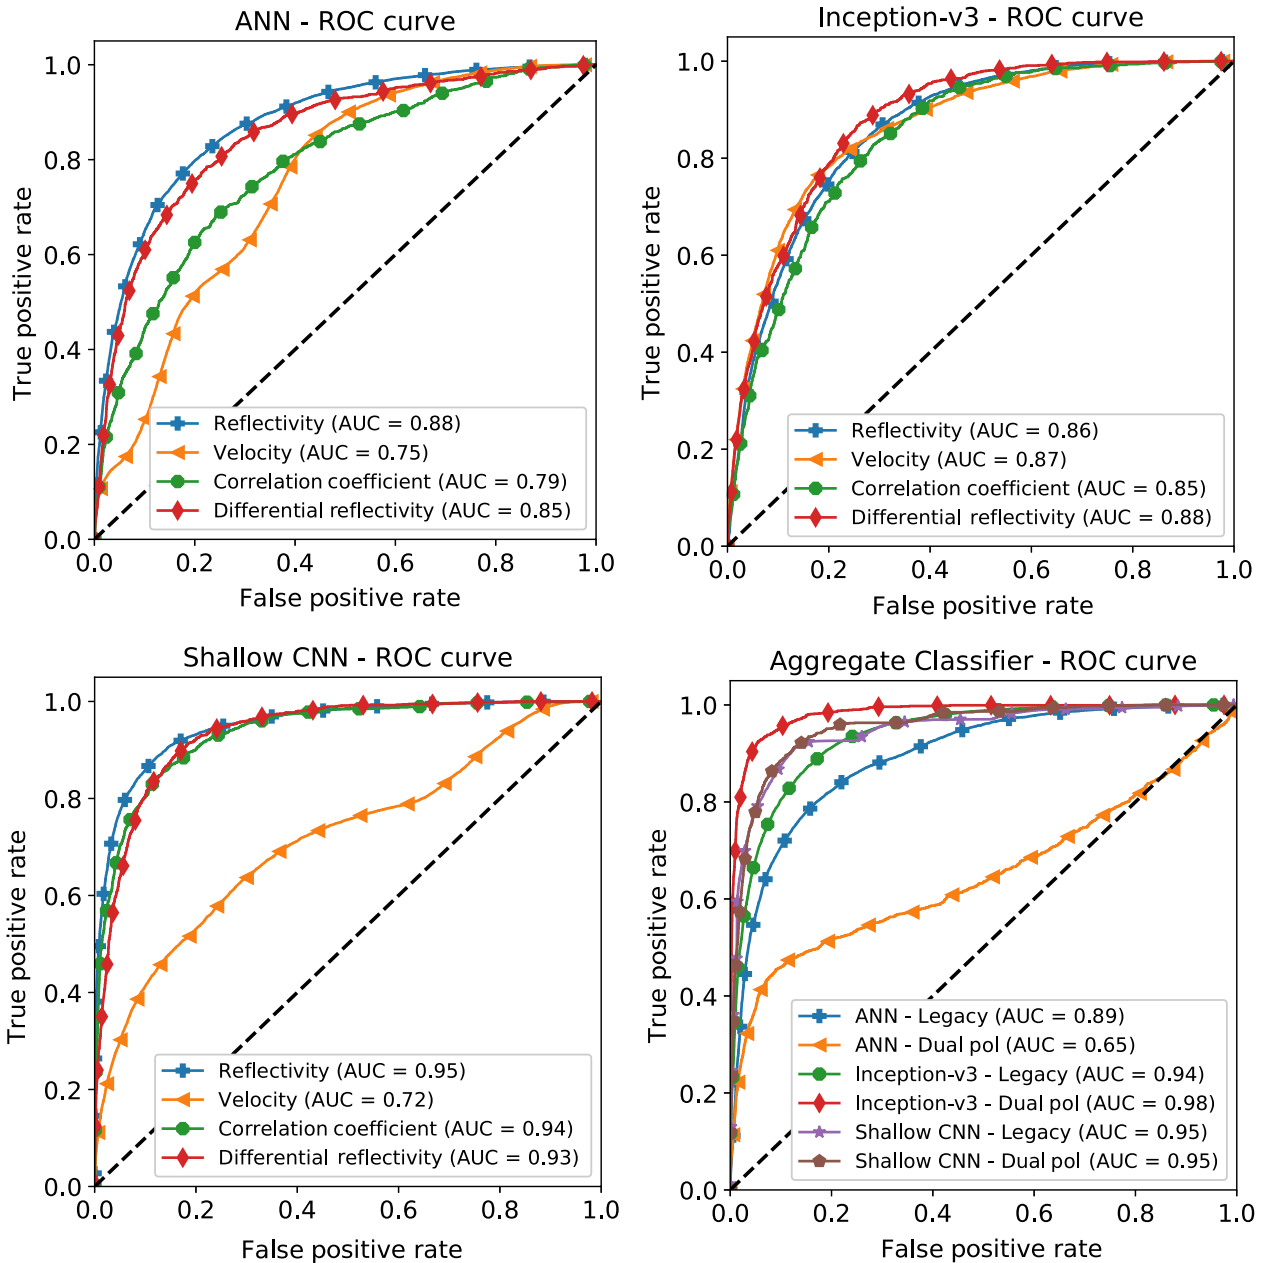 ANN - ROC curve
True positive rate
1.0
0.8
0.6
0.4
0.2
0.0
Reflectivity (AUC = 0.88)
Velocity (AUC = 0.75)
Correlation coefficient (AUC = 0.79)
Differential reflectivity (AUC = 0.85)
0.0 0.2 0.4 0.6 0.8 1.0
False positive rate
Inception-v3 - ROC curve
True positive rate
1.0
0.8
0.6
0.4
0.2
0.0
Reflectivity (AUC = 0.86)
Velocity (AUC = 0.87)
Correlation coefficient (AUC = 0.85)
Differential reflectivity (AUC = 0.88)
0.0 0.2 0.4 0.6 0.8 1.0
False positive rate
Shallow CNN - ROC curve
True positive rate
1.0
0.8
0.6
0.4
0.2
0.0
Reflectivity (AUC = 0.95)
Velocity (AUC = 0.72)
Correlation coefficient (AUC = 0.94)
Differential reflectivity (AUC = 0.93)
0.0 0.2 0.4 0.6 0.8 1.0
False positive rate
Aggregate Classifier - ROC curve
True positive rate
1.0
0.8
0.6
0.4
0.2
0.0
ANN - Legacy (AUC = 0.89)
ANN - Dual pol (AUC = 0.65)
Inception-v3 - Legacy (AUC = 0.94)
Inception-v3 - Dual pol (AUC = 0.98)
Shallow CNN - Legacy (AUC = 0.95)
Shallow CNN - Dual pol (AUC = 0.95)
0.0 0.2 0.4 0.6 0.8 1.0
False positive rate